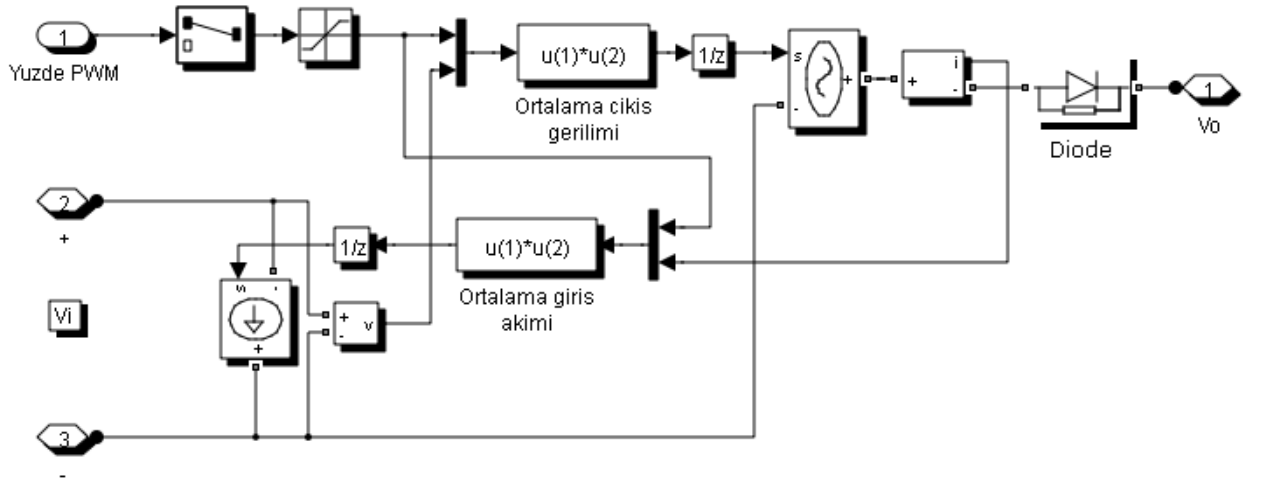 1
Yuzde PWM
u(1)*u(2)
Ortalama cikis
gerilimi
1/z
s
+
-
+
i
-
Diode
1
Vo
2
+
1/z
u(1)*u(2)
Ortalama giris
akimi
s
-
+
+
-
v
Vi
3
-